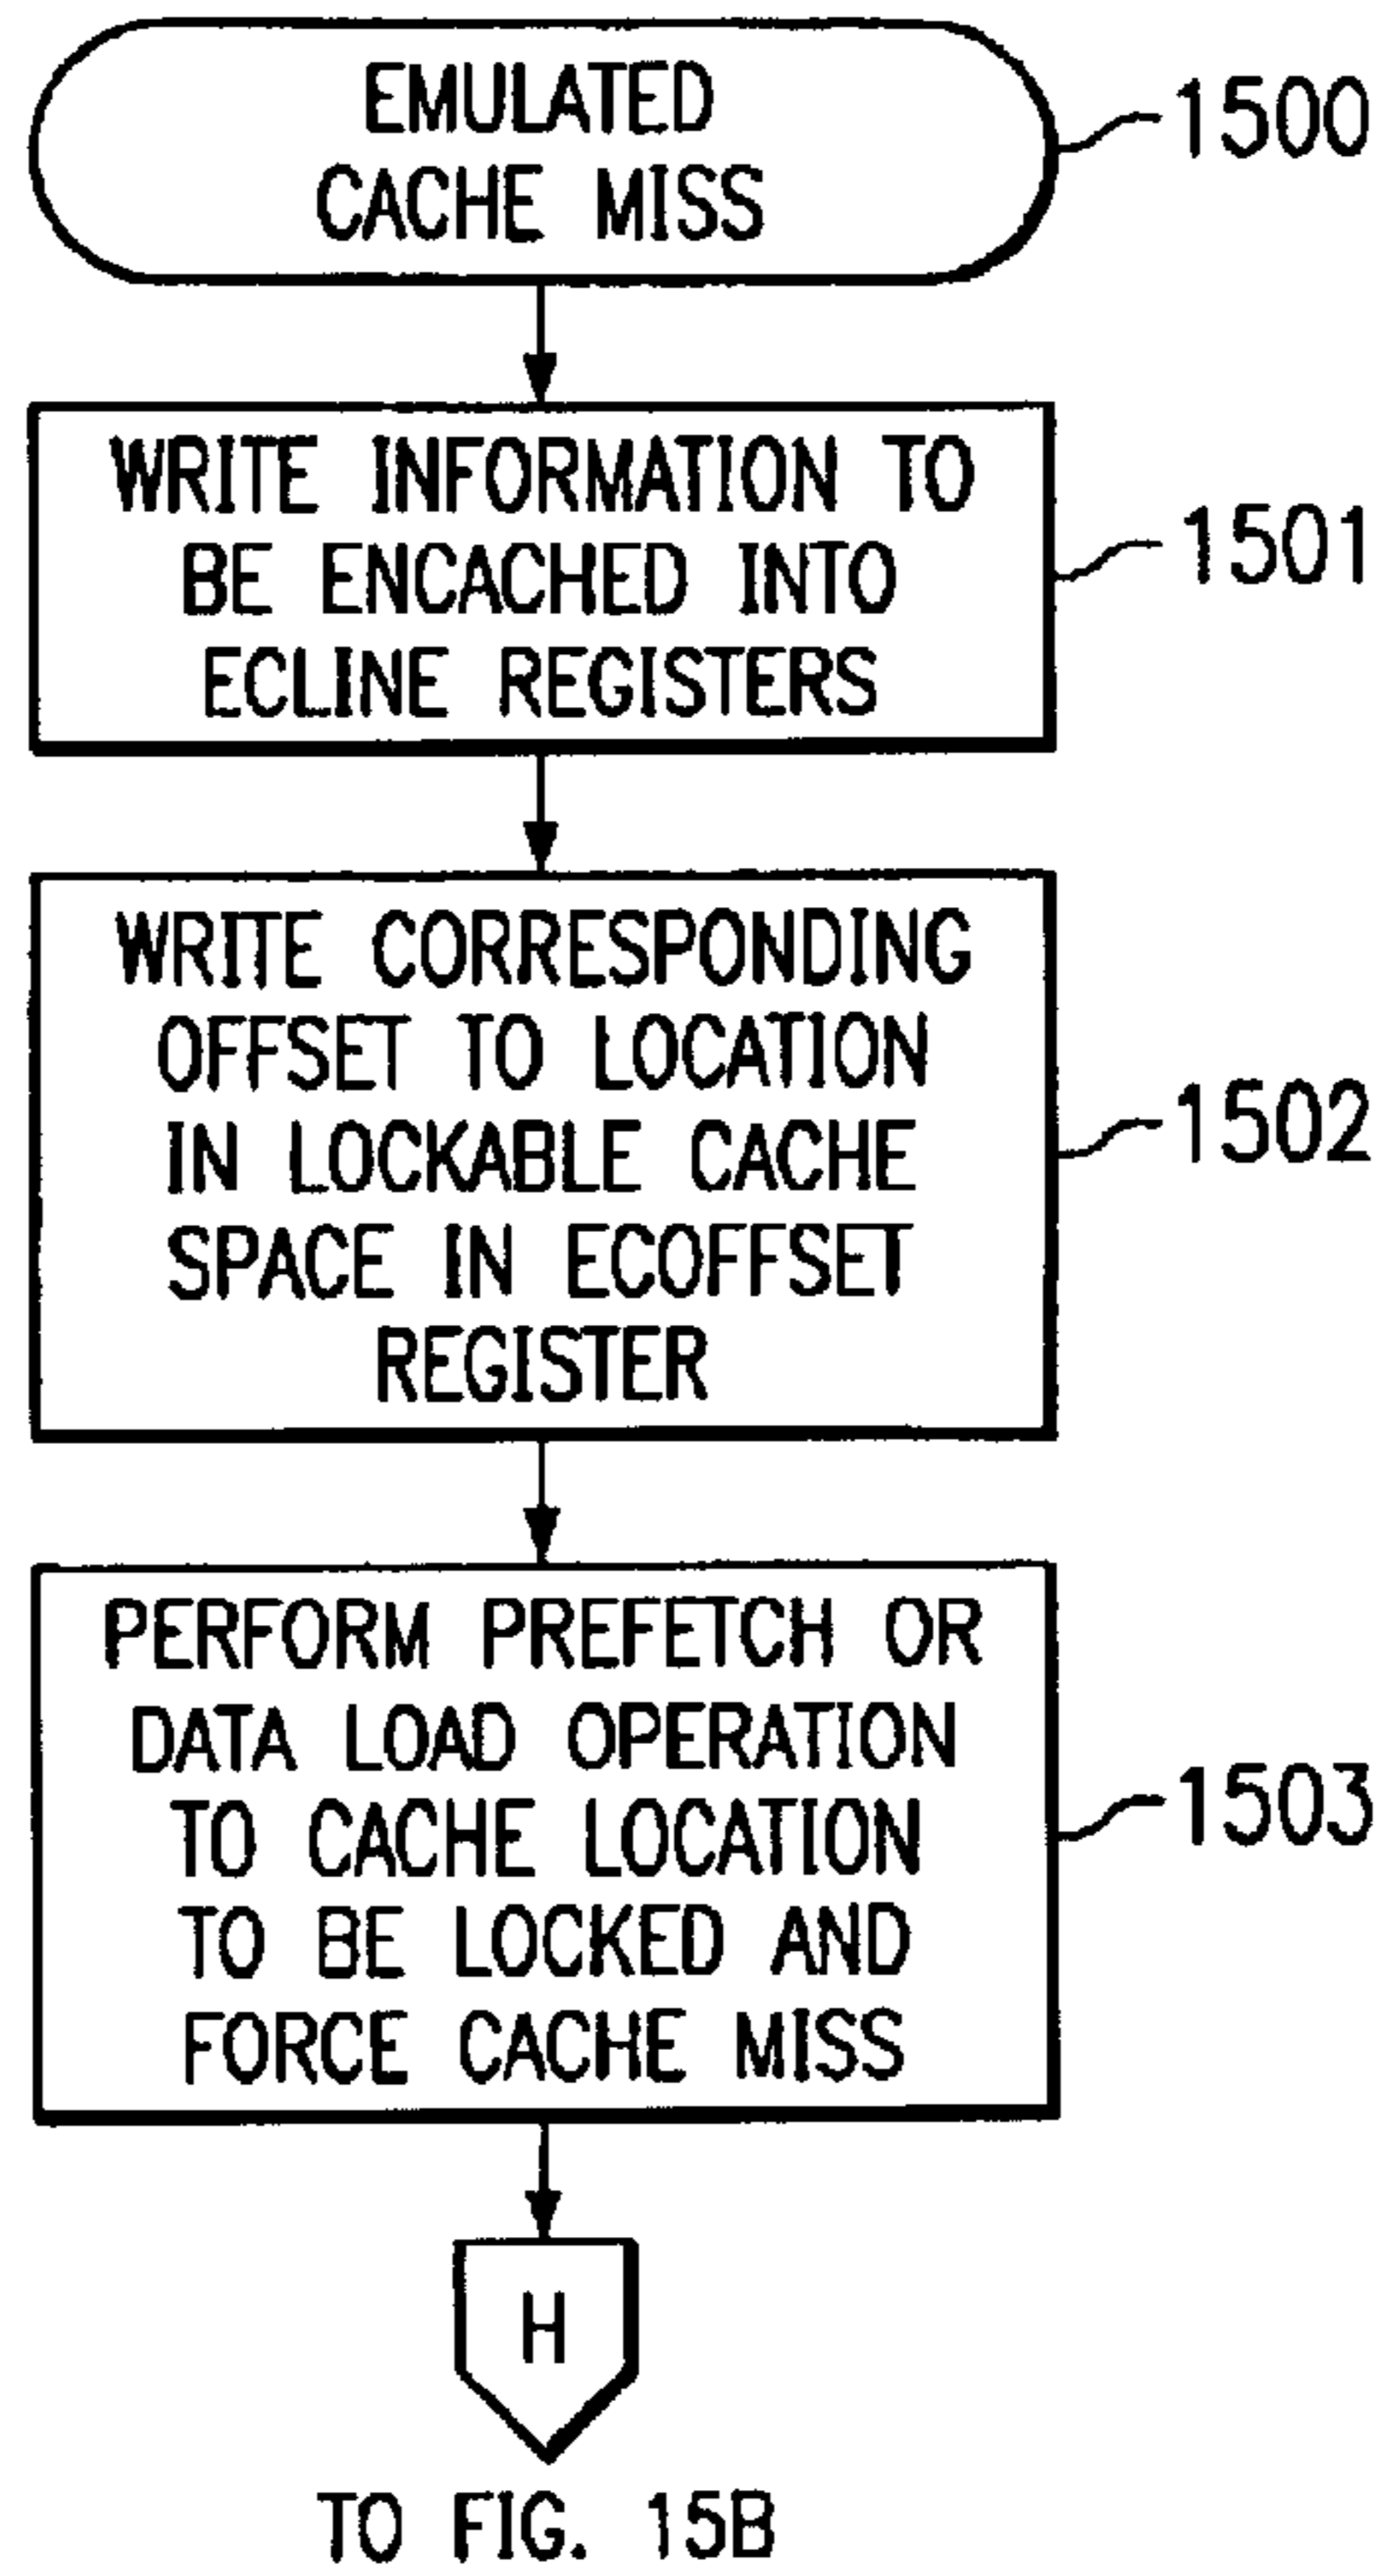 EMULATED
CACHE MISS
1500
WRITE INFORMATION TO
BE ENCACHED INTO
ECLINE REGISTERS
1501
WRITE CORRESPONDING
OFFSET TO LOCATION
IN LOCKABLE CACHE
SPACE IN ECOFFSET
REGISTER
1502
PERFORM PREFETCH OR
DATA LOAD OPERATION
TO CACHE LOCATION
TO BE LOCKED AND
FORCE CACHE MISS
1503
H
TO FIG. 15B